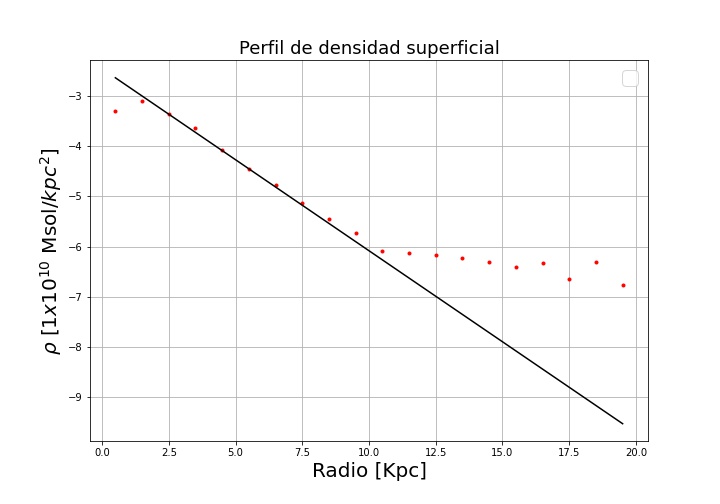 Perfil de densidad superficial
ρ [1x10¹⁰ Msol/kpc²]
−3
−4
−5
−6
−7
−8
−9
0.0 2.5 5.0 7.5 10.0 12.5 15.0 17.5 20.0
Radio [Kpc]